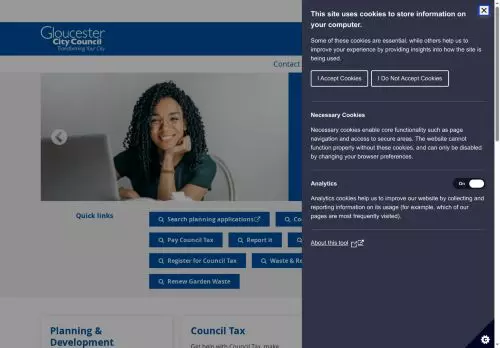 Gloucester
City Council
Transforming Your City
Contact
Quick links
Search planning applications
Pay Council Tax
Report it
Register for Council Tax
Waste & Re
Renew Garden Waste
Planning &
Development
Council Tax
Get help with Council Tax, make
This site uses cookies to store information on
your computer.
Some of these cookies are essential, while others help us to
improve your experience by providing insights into how the site is
being used.
I Accept Cookies
I Do Not Accept Cookies
Necessary Cookies
Necessary cookies enable core functionality such as page
navigation and access to secure areas. The website cannot
function properly without these cookies, and can only be disabled
by changing your browser preferences.
Analytics
On
Analytics cookies help us to improve our website by collecting and
reporting information on its usage (for example, which of our
pages are most frequently visited).
About this tool